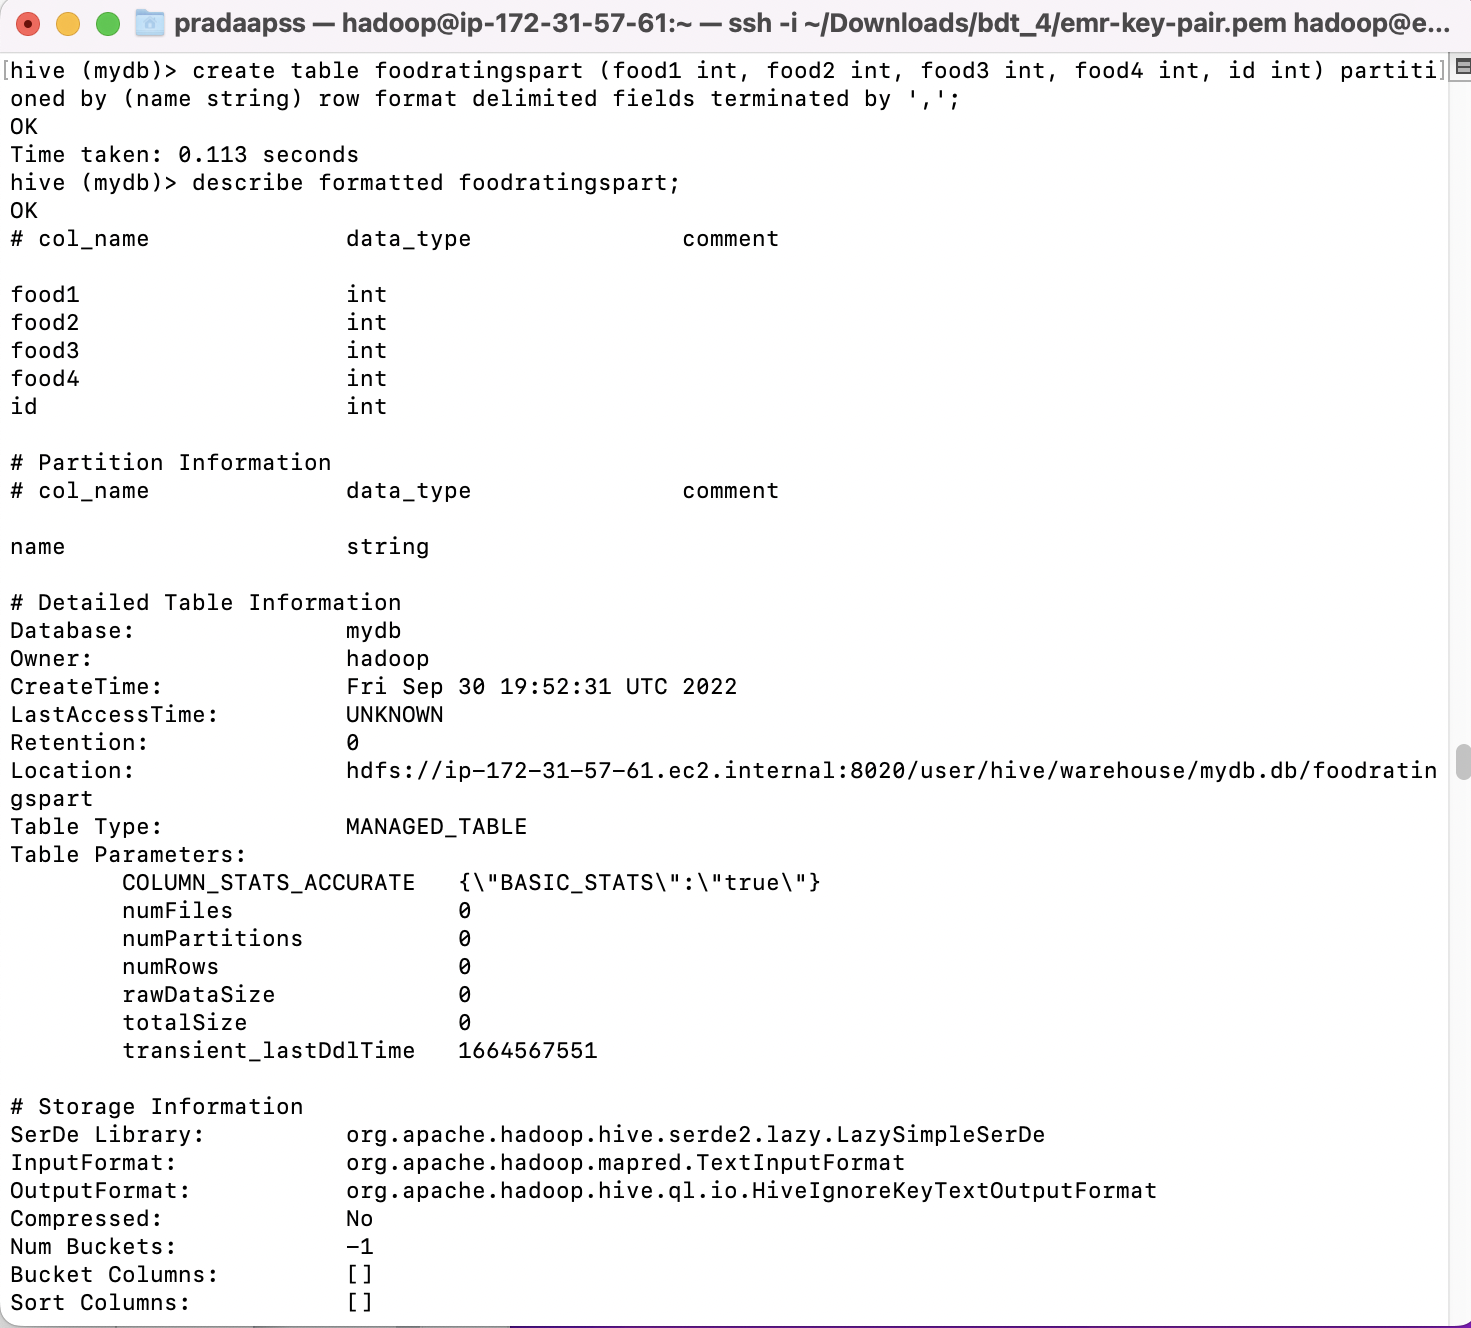 pradaapss — hadoop@ip-172-31-57-61:~ — ssh -i ~/Downloads/bdt_4/emr-key-pair.pem hadoop@e...
[hive (mydb)> create table foodratingspart (food1 int, food2 int, food3 int, food4 int, id int) partiti]
oned by (name string) row format delimited fields terminated by ',';
OK
Time taken: 0.113 seconds
hive (mydb)> describe formatted foodratingspart;
OK
# col_name data_type comment
food1 int
food2 int
food3 int
food4 int
id int
# Partition Information
# col_name data_type comment
name string
# Detailed Table Information
Database: mydb
Owner: hadoop
CreateTime: Fri Sep 30 19:52:31 UTC 2022
LastAccessTime: UNKNOWN
Retention: 0
Location: hdfs://ip-172-31-57-61.ec2.internal:8020/user/hive/warehouse/mydb.db/foodratin
gspart
Table Type: MANAGED_TABLE
Table Parameters:
COLUMN_STATS_ACCURATE {\"BASIC_STATS\":\"true\"}
numFiles 0
numPartitions 0
numRows 0
rawDataSize 0
totalSize 0
transient_lastDdlTime 1664567551
# Storage Information
SerDe Library: org.apache.hadoop.hive.serde2.lazy.LazySimpleSerDe
InputFormat: org.apache.hadoop.mapred.TextInputFormat
OutputFormat: org.apache.hadoop.hive.ql.io.HiveIgnoreKeyTextOutputFormat
Compressed: No
Num Buckets: -1
Bucket Columns: []
Sort Columns: []